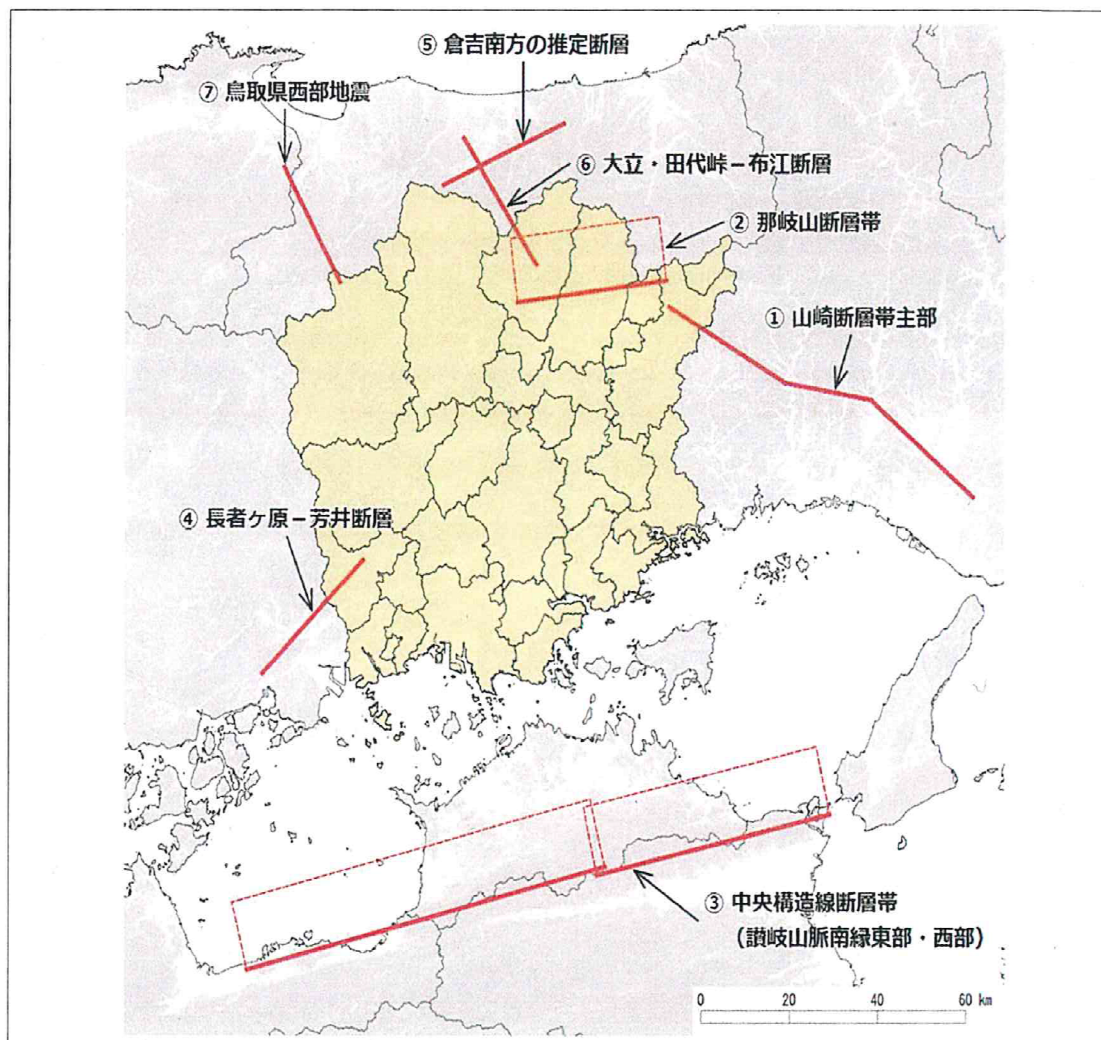 ⑤ 倉吉南方の推定断層
⑦ 鳥取県西部地震
⑥ 大立・田代峠－布江断層
② 那岐山断層帯
① 山崎断層帯主部
④ 長者ヶ原－芳井断層
③ 中央構造線断層帯
（讃岐山脈南縁東部・西部）
0 20 40 60 km